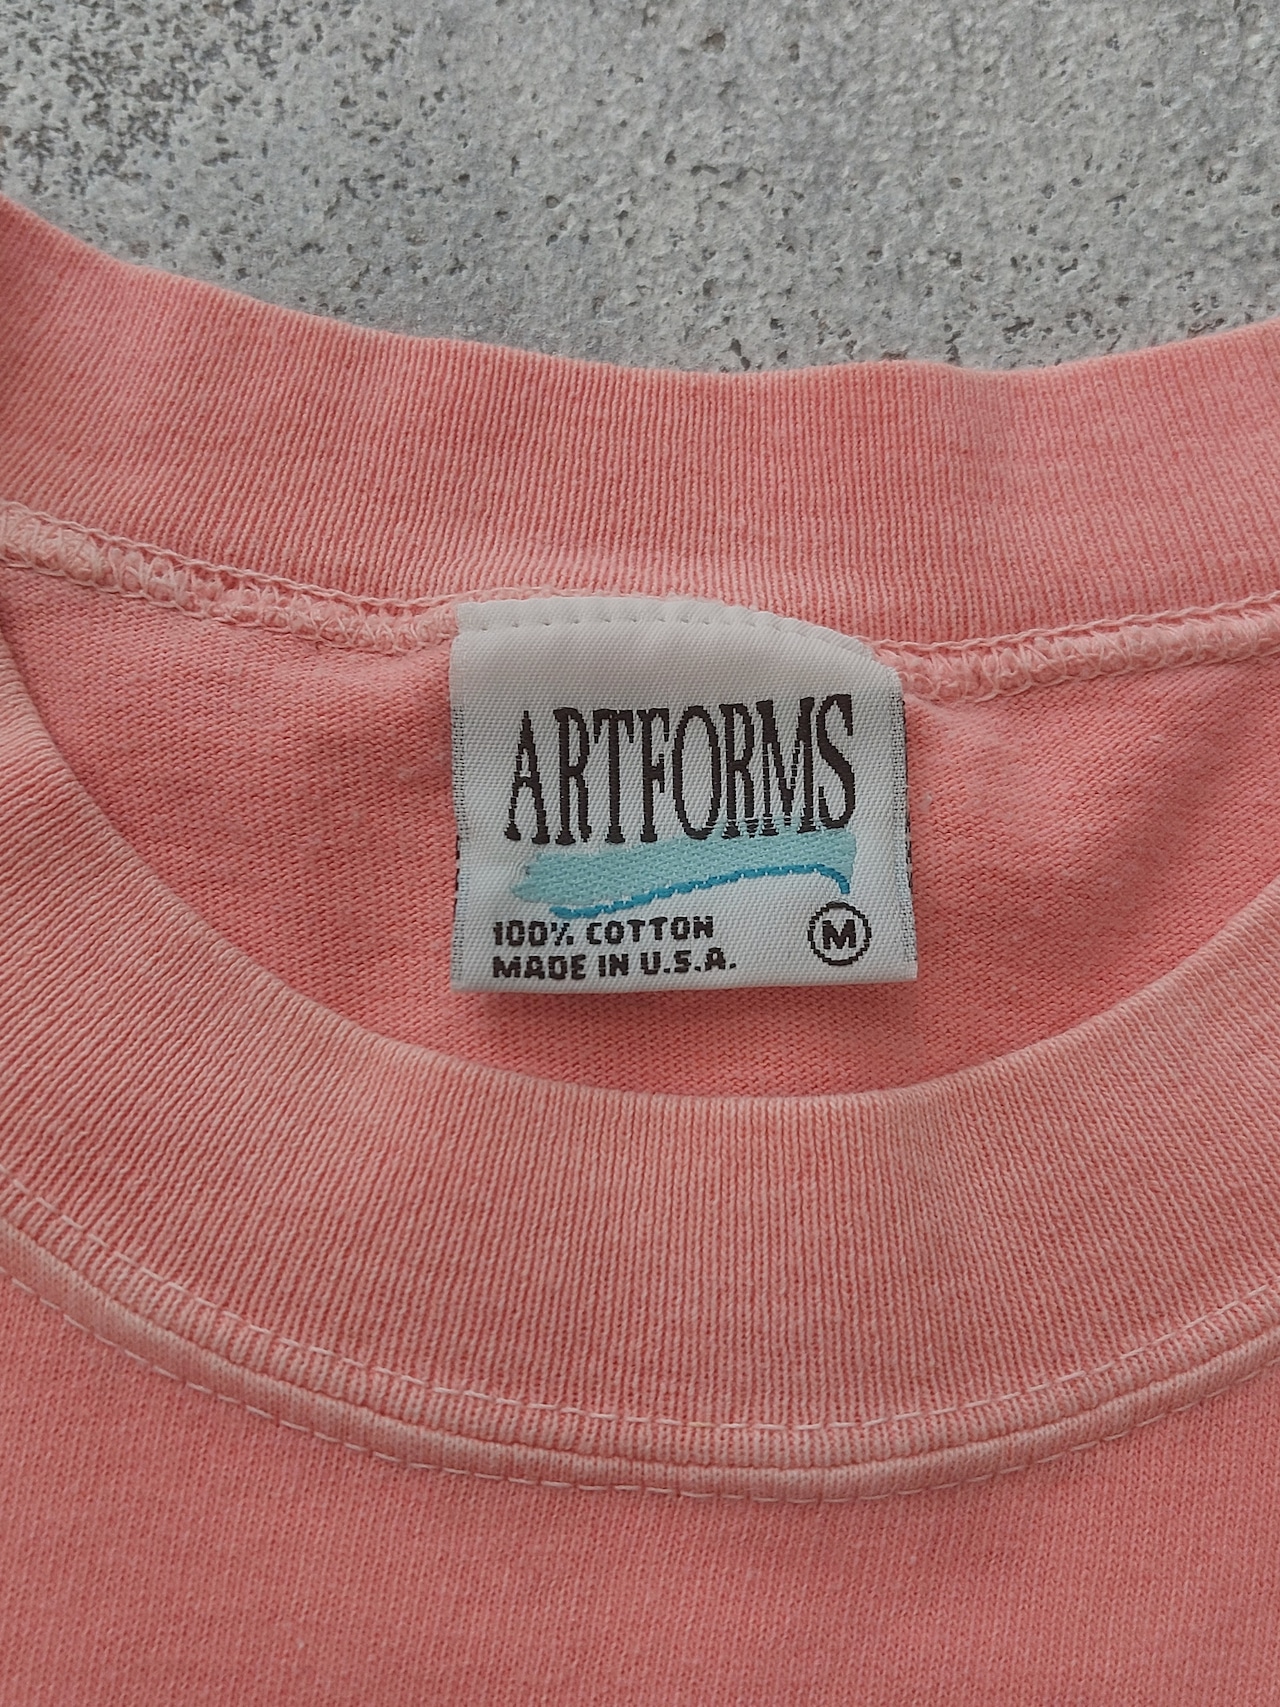 ARTFORMS
100% COTTON
MADE IN U.S.A.
M